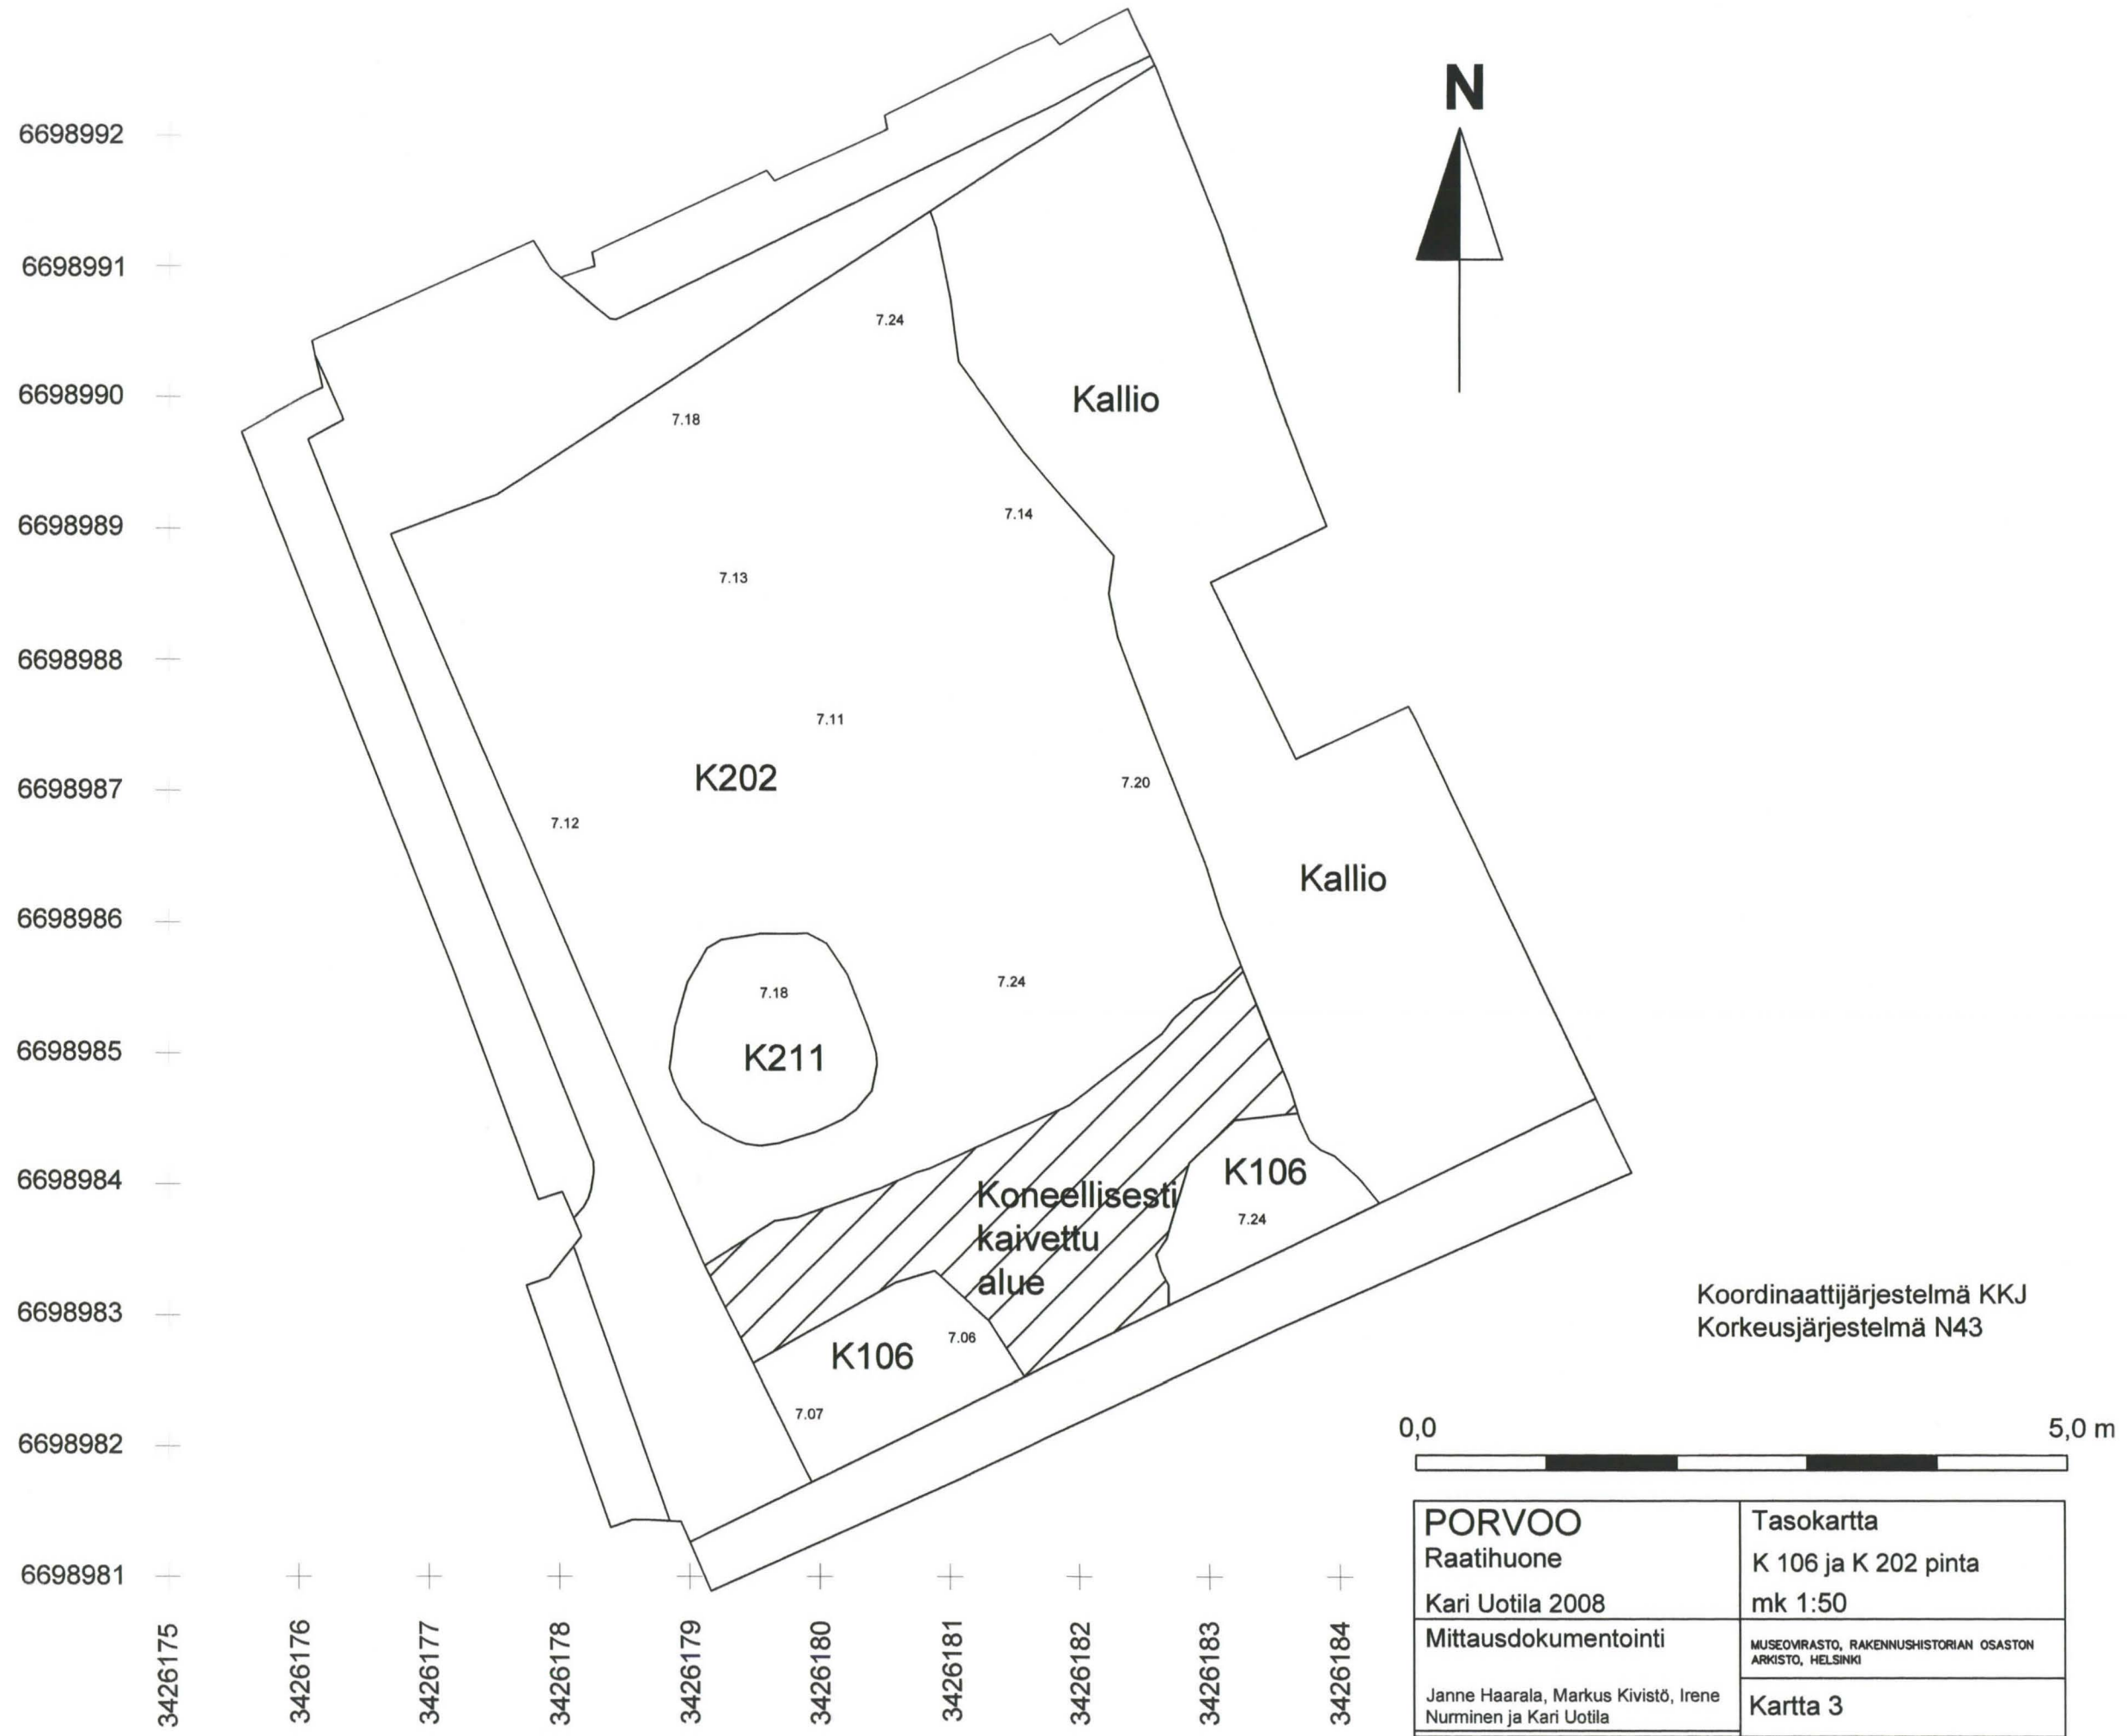 N
6698992
6698991
6698990
6698989
6698988
6698987
6698986
6698985
6698984
6698983
6698982
6698981
7.24
Kallio
7.18
7.14
7.13
7.11
K202
7.20
7.12
Kallio
7.24
7.18
K211
K106
7.24
Koneellisesti
kaivettu
alue
7.06
K106
7.07
3426175
3426176
3426177
3426178
3426179
3426180
3426181
3426182
3426183
3426184
Koordinaattijärjestelmä KKJ
Korkeusjärjestelmä N43
0,0 5,0 m
PORVOO
Raatihuone
Kari Uotila 2008
Tasokartta
K 106 ja K 202 pinta
mk 1:50
Mittausdokumentointi
Janne Haarala, Markus Kivistö, Irene
Nurminen ja Kari Uotila
MUSEOVIRASTO, RAKENNUSHISTORIAN OSASTON
ARKISTO, HELSINKI
Kartta 3